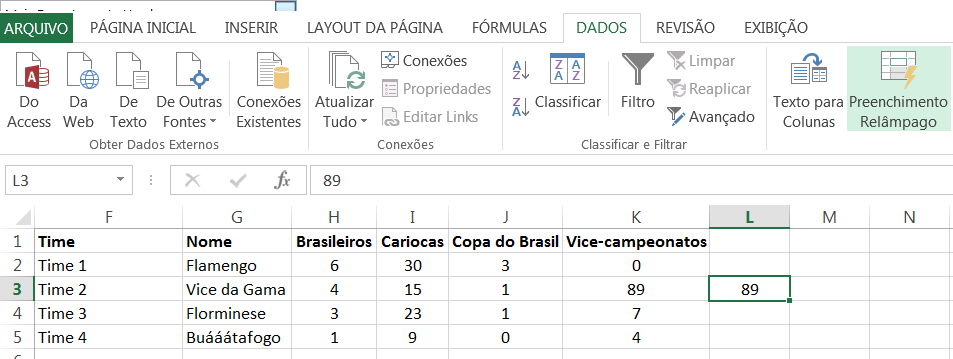 ARQUIVO PÁGINA INICIAL INSERIR LAYOUT DA PÁGINA FÓRMULAS DADOS REVISÃO EXIBIÇÃO
Do Access
Da Web
De Texto
De Outras Fontes
Obter Dados Externos
Conexões Existentes
Atualizar Tudo
Conexões
Propriedades
Editar Links
Conexões
Classificar
Filtro
Limpar
Reaplicar
Avançado
Classificar e Filtrar
Texto para Colunas
Preenchimento Relâmpago
L3 fx 89
F G H I J K L M N
1 Time Nome Brasileiros Cariocas Copa do Brasil Vice-campeonatos
2 Time 1 Flamengo 6 30 3 0
3 Time 2 Vice da Gama 4 15 1 89 89
4 Time 3 Florminese 3 23 1 7
5 Time 4 Buááátafogo 1 9 0 4